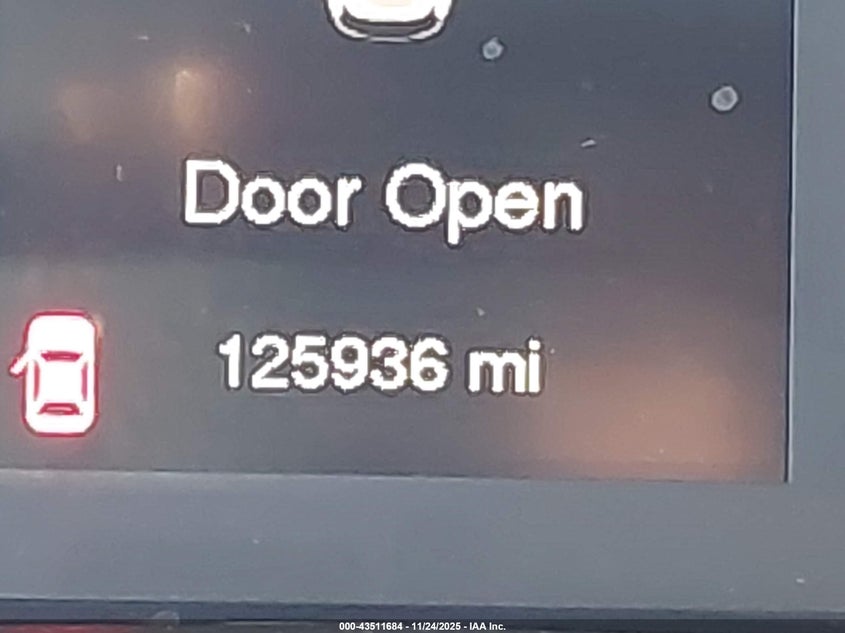 Door Open
125936 mi
000-43511684 - 11/24/2025 - IAA Inc.